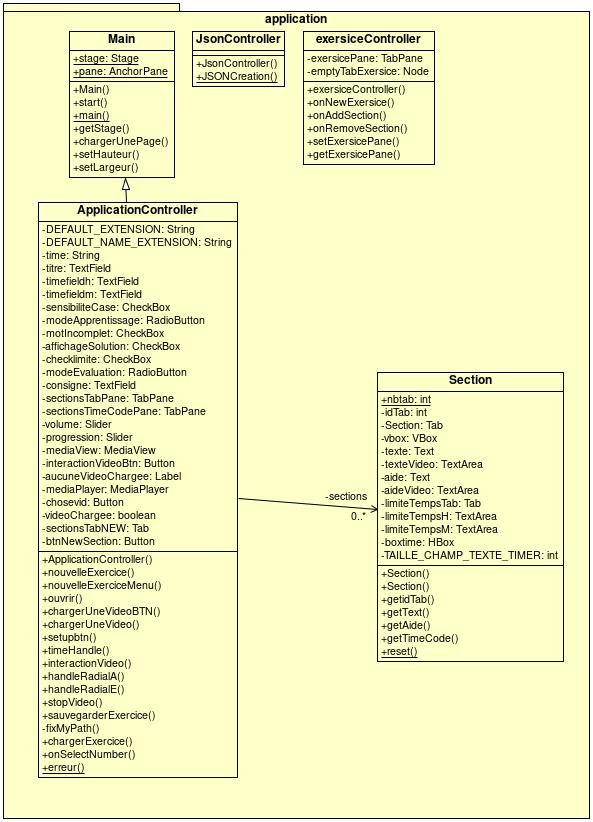 application
Main
+stage: Stage
+pane: AnchorPane
+Main()
+start()
+main()
+getStage()
+chargerUnePage()
+setHauteur()
+setLargeur()
JsonController
+JsonController()
+JSONCreation()
exersiceController
-exersicePane: TabPane
-emptyTabExersice: Node
+exersiceController()
+onNewExersice()
+onAddSection()
+onRemoveSection()
+setExersicePane()
+getExersicePane()
ApplicationController
-DEFAULT_EXTENSION: String
-DEFAULT_NAME_EXTENSION: String
-time: String
-titre: TextField
-timefieldh: TextField
-timefieldm: TextField
-sensibiliteCase: CheckBox
-modeApprentissage: RadioButton
-motIncomplet: CheckBox
-affichageSolution: CheckBox
-checklimite: CheckBox
-modeEvaluation: RadioButton
-consigne: TextField
-sectionsTabPane: TabPane
-sectionsTimeCodePane: TabPane
-volume: Slider
-progression: Slider
-mediaView: MediaView
-interactionVideoBtn: Button
-aucuneVideoChargee: Label
-mediaPlayer: MediaPlayer
-chosevid: Button
-videoChargee: boolean
-sectionsTabNEW: Tab
-btnNewSection: Button
+ApplicationController()
+nouvelleExercice()
+nouvelleExerciceMenu()
+ouvrir()
+chargerUneVideoBTN()
+chargerUneVideo()
+setupbtn()
+timeHandle()
+interactionVideo()
+handleRadialA()
+handleRadialE()
+stopVideo()
+sauvegarderExercice()
-fixMyPath()
+chargerExercice()
+onSelectNumber()
+erreur()
-sections
0..*
Section
+nbtab: int
-idTab: int
-Section: Tab
-vbox: VBox
-texte: Text
-texteVideo: TextArea
-aide: Text
-aideVideo: TextArea
-limiteTempsTab: Tab
-limiteTempsH: TextArea
-limiteTempsM: TextArea
-boxtime: HBox
-TAILLE_CHAMP_TEXTE_TIMER: int
+Section()
+Section()
+getidTab()
+getText()
+getAide()
+getTimeCode()
+reset()